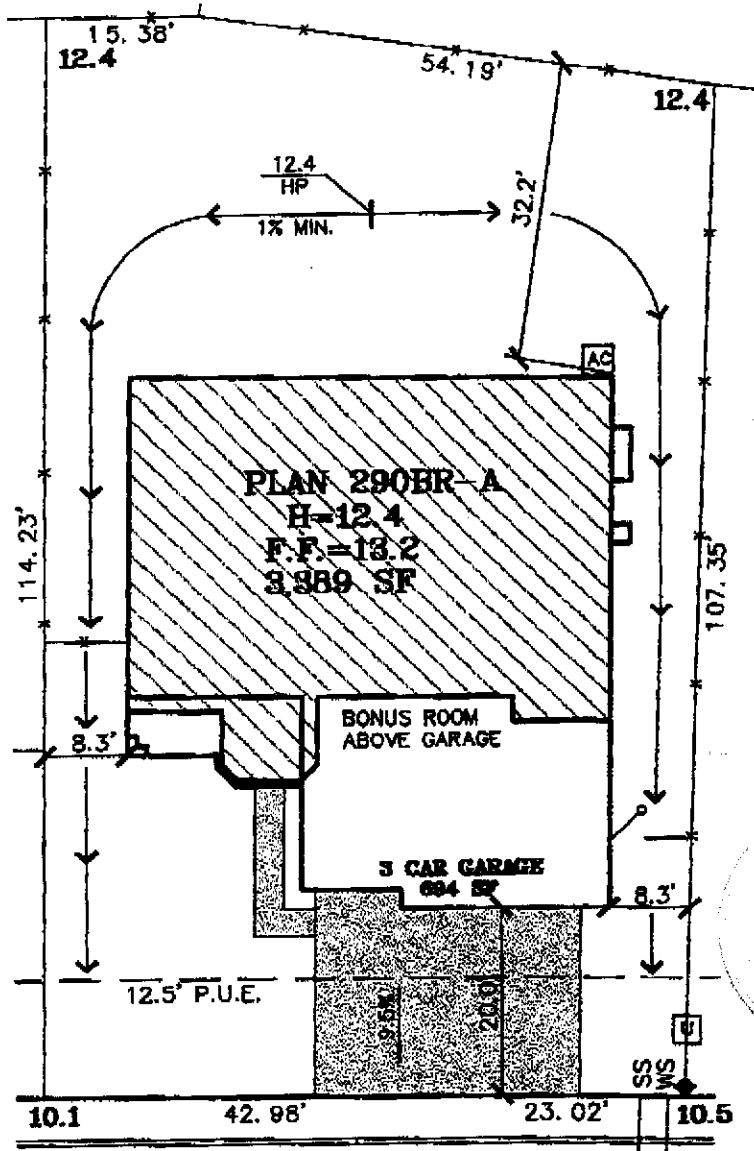 15.38'
12.4
54.19'
12.4
12.4
HP
1% MIN.
32.2'
AC
PLAN 290BR-A
H=12.4
F.F.=13.2
3,389 SF
114.23'
107.35'
BONUS ROOM
ABOVE GARAGE
8.3'
3 CAR GARAGE
694 SF
8.3'
12.5' P.U.E.
20.0'
U
SS
WS
10.1
42.98'
23.02'
10.5